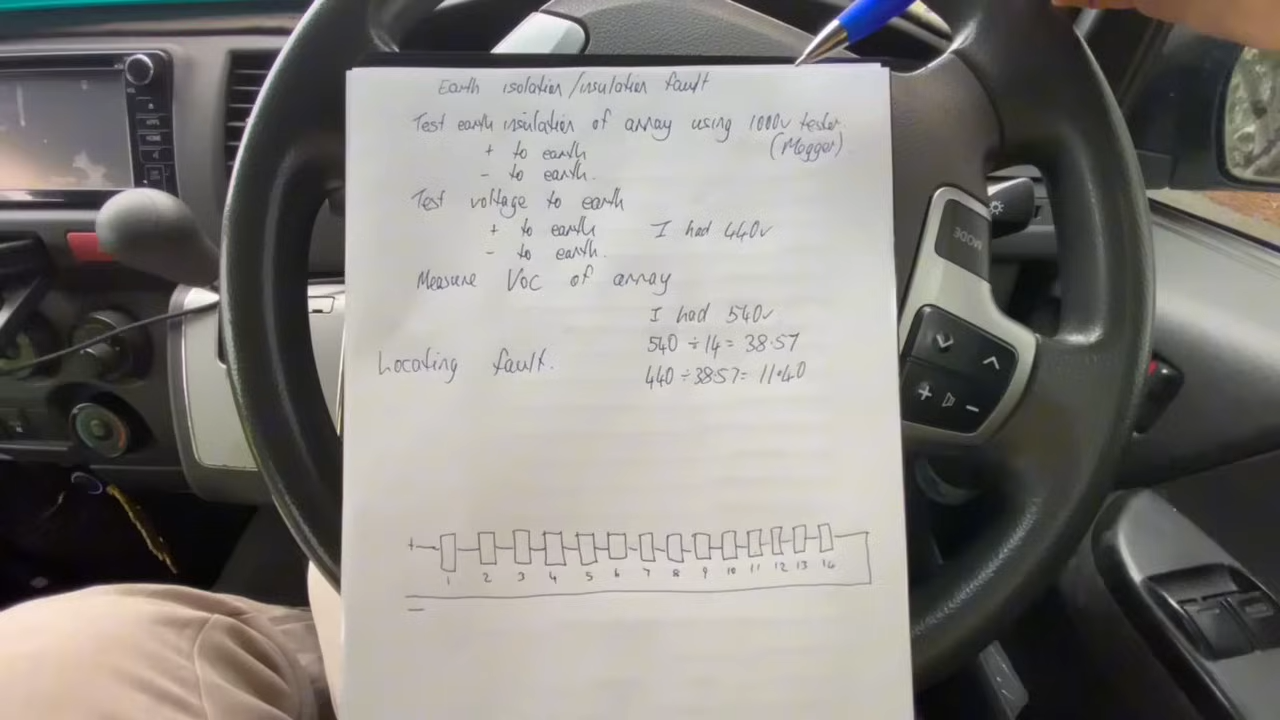 Earth isolation/insulation fault
Test earth insulation of array using 1000v tester.
(Megger)
+ to earth
- to earth.
Test voltage to earth
+ to earth I had 440v
- to earth.
Measure Voc of array
I had 540v
540 ÷ 14 = 38.57
Locating fault.
440 ÷ 38.57 = 11.40
+
1 2 3 4 5 6 7 8 9 10 11 12 13 14
-
MODE
+ -
APPS
HOME